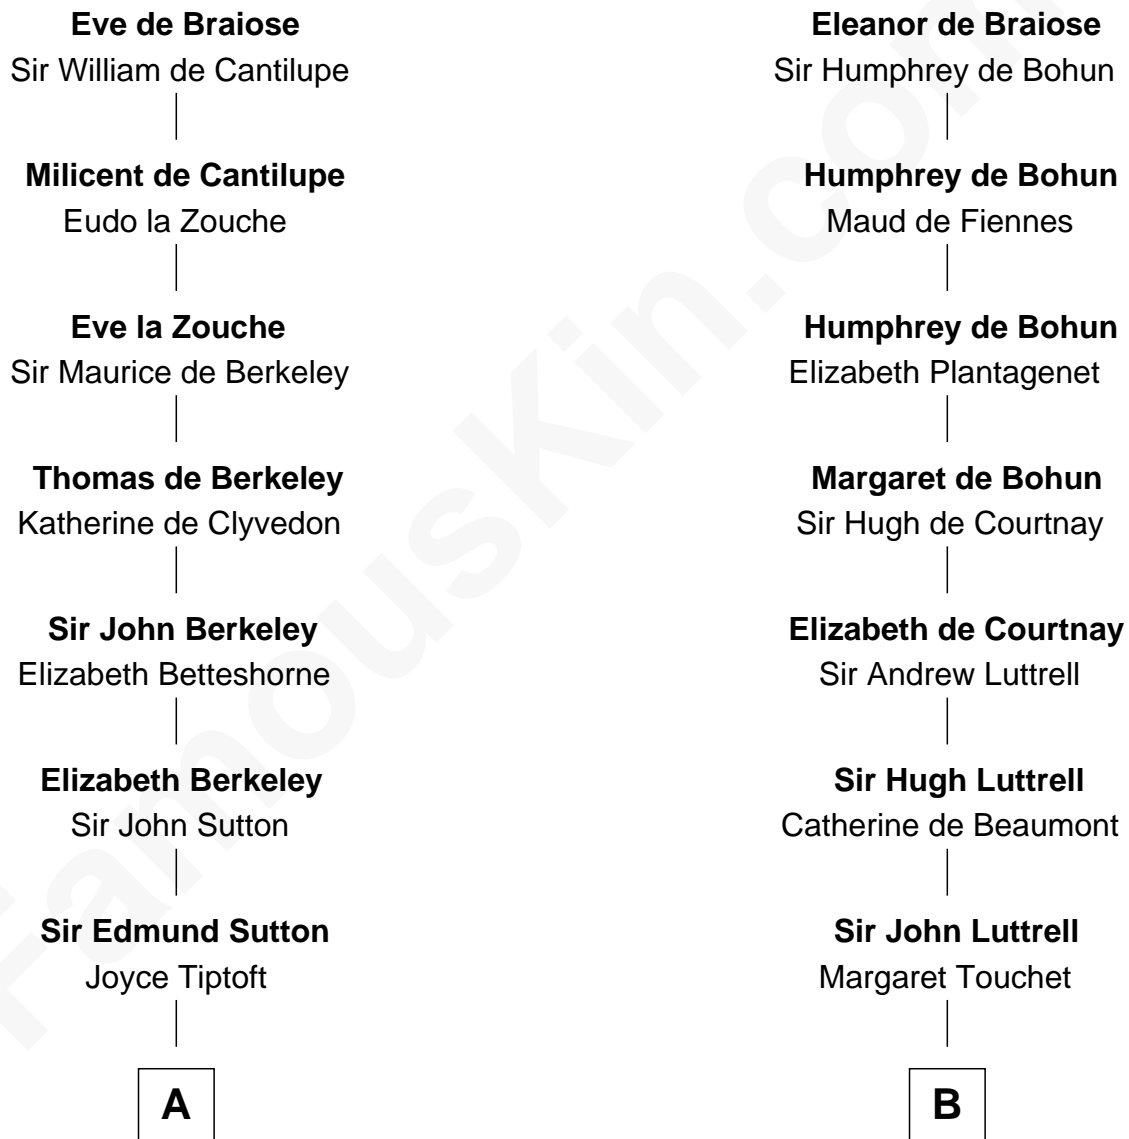 Eve de Braiose
Sir William de Cantilupe
Milicent de Cantilupe
Eudo la Zouche
Eve la Zouche
Sir Maurice de Berkeley
Thomas de Berkeley
Katherine de Clyvedon
Sir John Berkeley
Elizabeth Betteshorne
Elizabeth Berkeley
Sir John Sutton
Sir Edmund Sutton
Joyce Tiptoft
A
Eleanor de Braiose
Sir Humphrey de Bohun
Humphrey de Bohun
Maud de Fiennes
Humphrey de Bohun
Elizabeth Plantagenet
Margaret de Bohun
Sir Hugh de Courtnay
Elizabeth de Courtnay
Sir Andrew Luttrell
Sir Hugh Luttrell
Catherine de Beaumont
Sir John Luttrell
Margaret Touchet
B
FamousKin.com